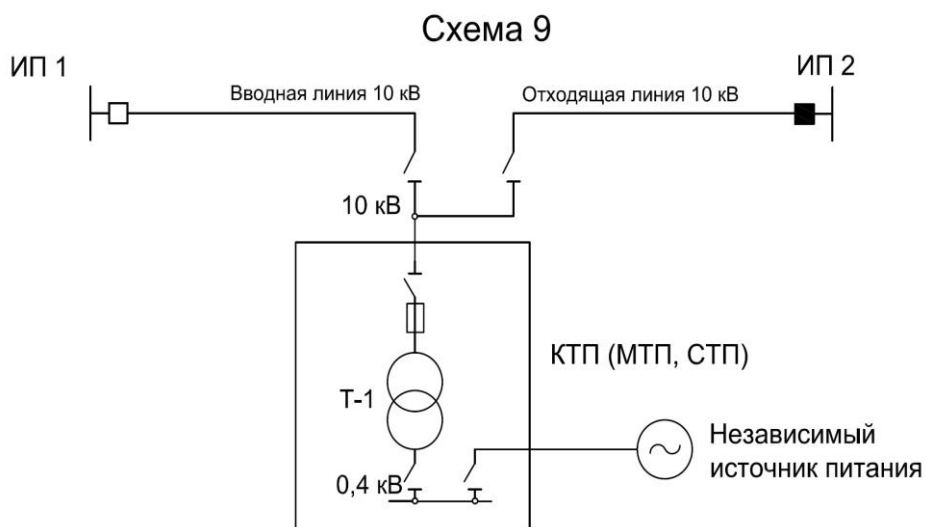 Схема 9
ИП 1
ИП 2
Вводная линия 10 кВ
Отходящая линия 10 кВ
10 кВ
КТП (МТП, СТП)
Т-1
Независимый
источник питания
0,4 кВ